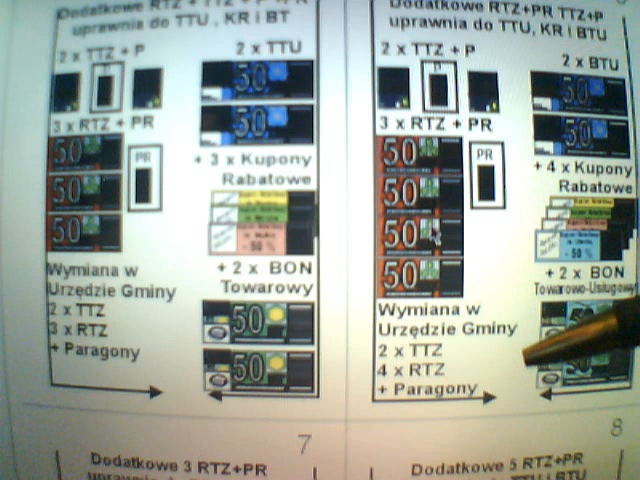 Dodatkowe RTZ + TTZ + P + PR
uprawnia do TTU , KR i BT
2 x TTZ + P
2 x TTU
50
50
3 x RTZ + PR
PR
50
50
50
+ 3 x Kupony
Rabatowe
- 50 %
+ 2 x BON
Towarowy
50
50
Wymiana w
Urzędzie Gminy
2 x TTZ
3 x RTZ
+ Paragony
7
Dodatkowe RTZ+PR TTZ+P
uprawnia do TTU, KR i BTU
2 x TTZ + P
P
2 x BTU
50
50
3 x RTZ + PR
PR
50
50
50
50
+ 4 x Kupony
Rabatowe
- 50 %
+ 2 x BON
Towarowo-Usługowy
Wymiana w
Urzędzie Gminy
2 x TTZ
4 x RTZ
+ Paragony
8
Dodatkowe 3 RTZ+PR
Dodatkowe 5 RTZ+PR